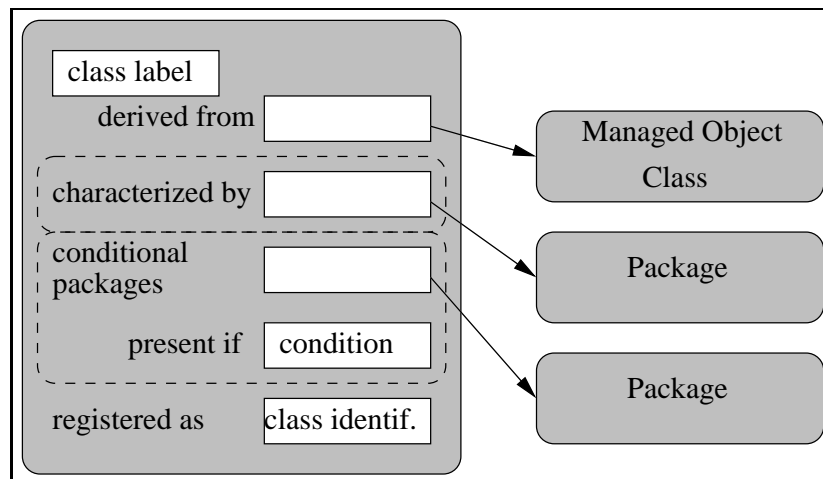 class label
derived from
Managed Object
Class
characterized by
conditional
packages
Package
present if
condition
Package
registered as
class identif.